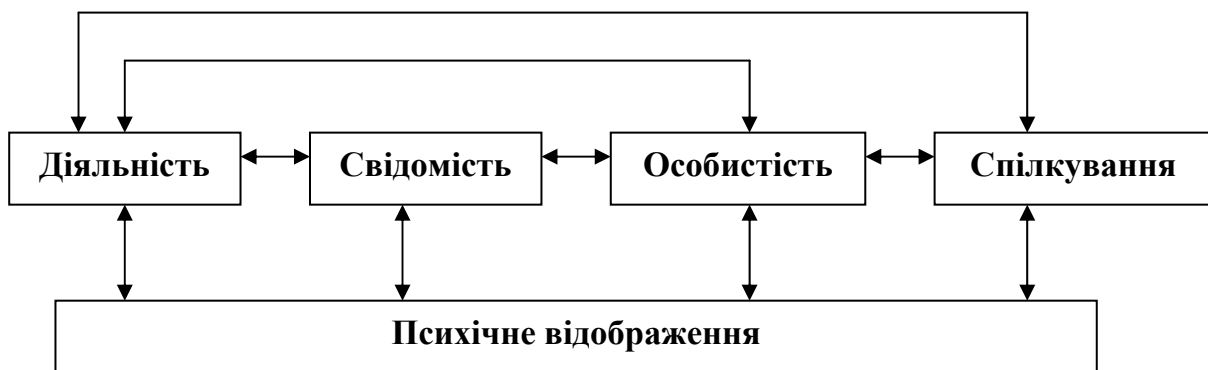 Діяльність
Свідомість
Особистість
Спілкування
Психічне відображення